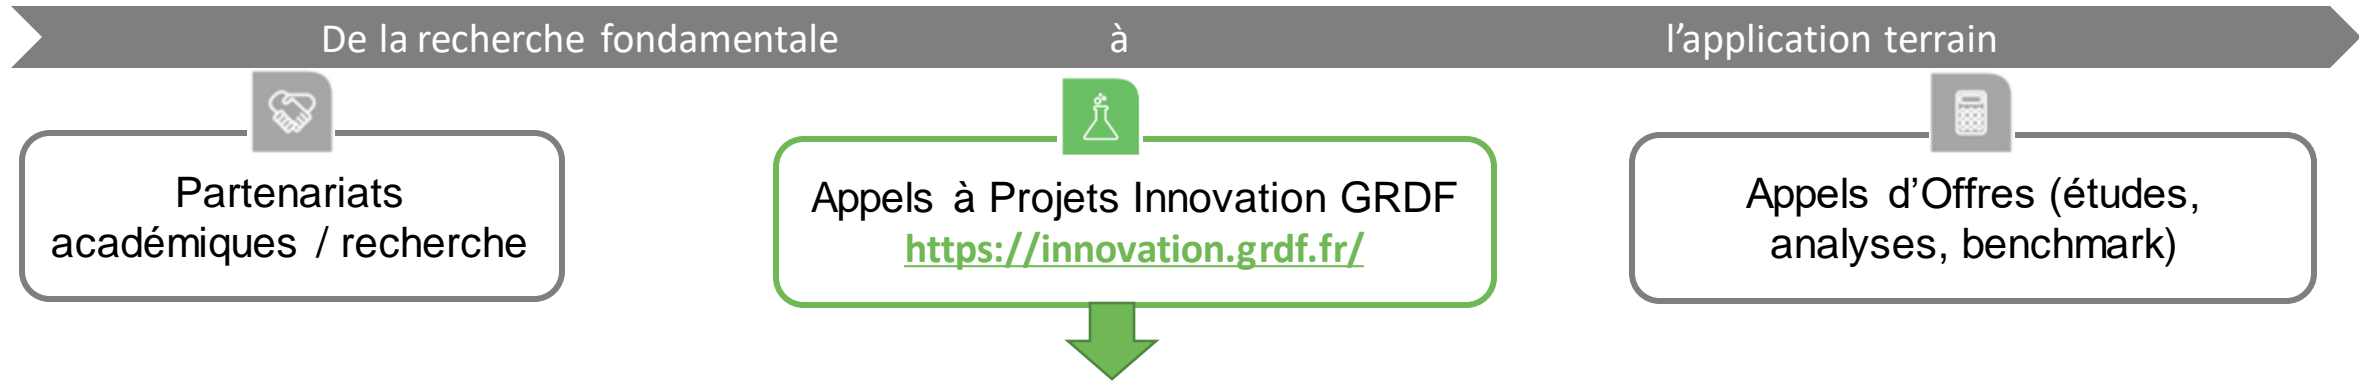 De la recherche fondamentale à l’application terrain
Partenariats
académiques / recherche
Appels à Projets Innovation GRDF
https://innovation.grdf.fr/
Appels d’Offres (études,
analyses, benchmark)